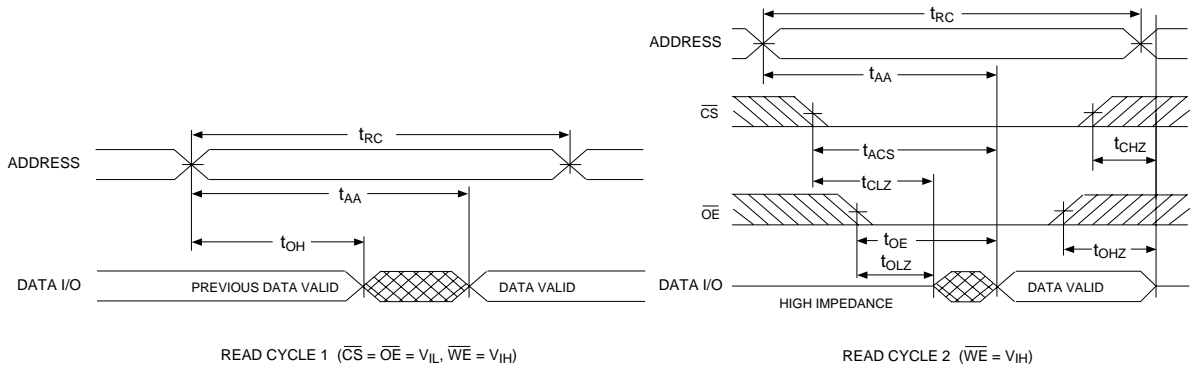 tRC
ADDRESS
tAA
tOH
DATA I/O
PREVIOUS DATA VALID
DATA VALID
READ CYCLE 1 (CS = OE = VIL, WE = VIH)
tRC
ADDRESS
tAA
CS
tCHZ
tACS
tCLZ
OE
tOE
tOHZ
tOLZ
DATA I/O
HIGH IMPEDANCE
DATA VALID
READ CYCLE 2 (WE = VIH)